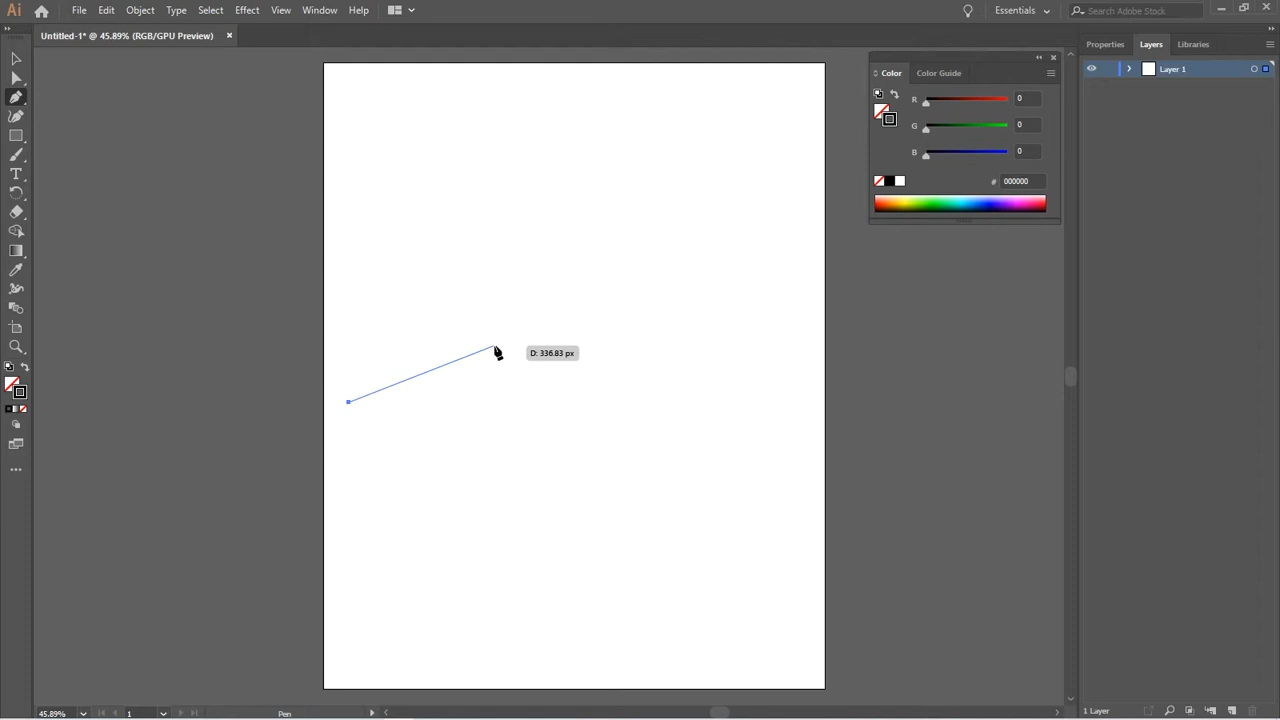 Ai File Edit Object Type Select Effect View Window Help Essentials Search Adobe Stock
Untitled-1* @ 45.89% (RGB/GPU Preview) ×
Properties Layers Libraries
Color Color Guide
Layer 1
R 0
G 0
B 0
# 000000
T
D: 336.83 px
45.89% 1 Pen
1 Layer